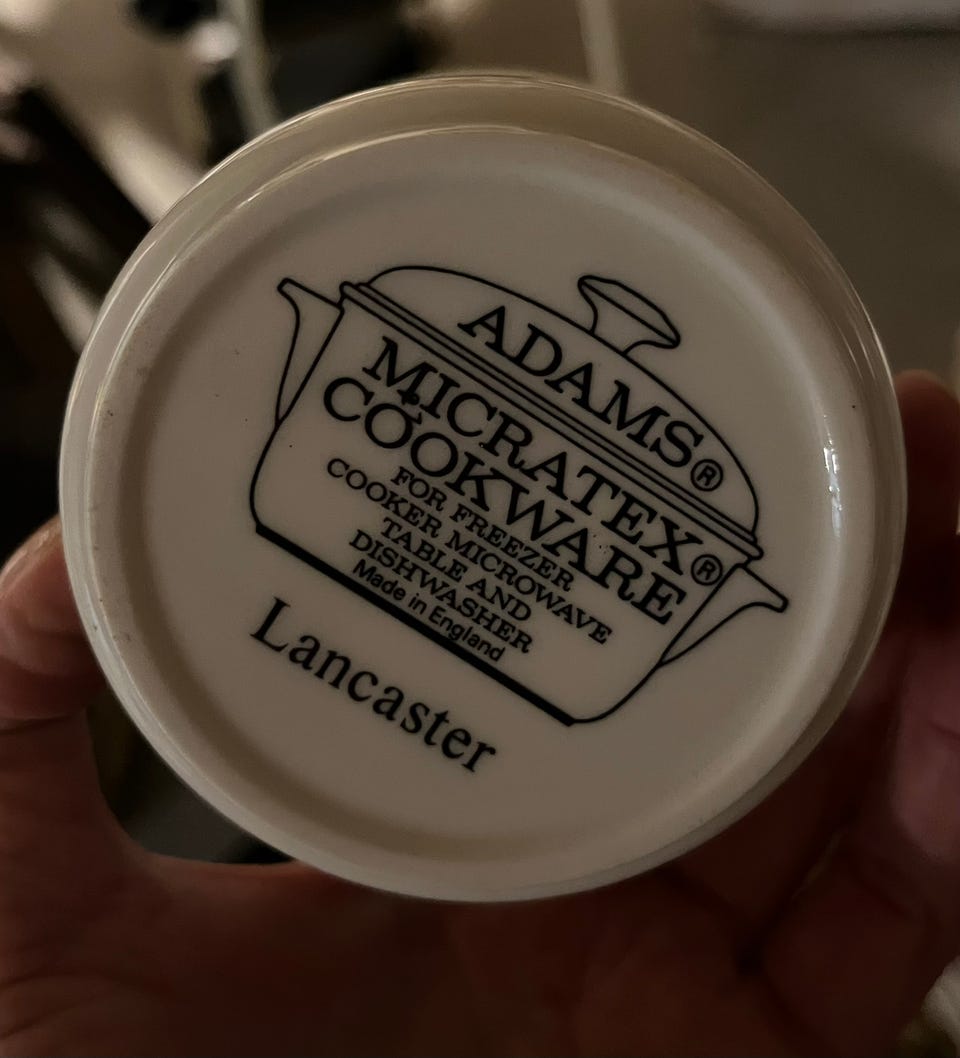 ADAMS®
MICRATEX®
COOKWARE
FOR FREEZER
COOKER MICROWAVE
TABLE AND
DISHWASHER
Made in England
Lancaster